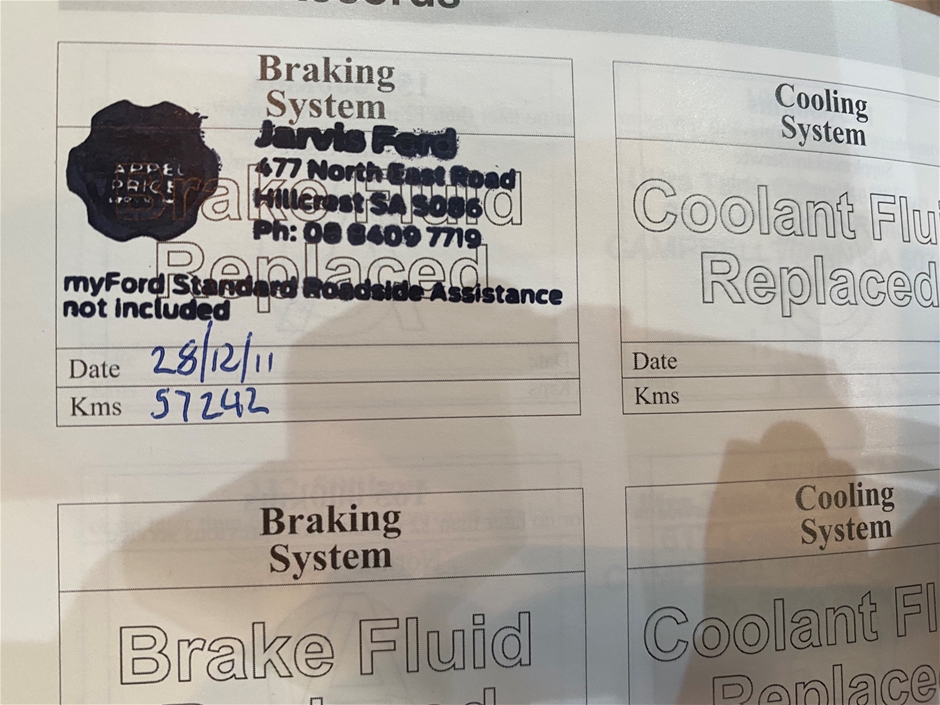 Braking
System
Jarvis Ford
477 North East Road
Hillcrest SA 5086
Ph: 08 8409 7719
Brake Fluid
Replaced
myFord Standard Roadside Assistance
not included
Date 28/12/11
Kms 57242
Cooling
System
Coolant Flu
Replaced
Date
Kms
Braking
System
Brake Fluid
Cooling
System
Coolant Fl
Replace